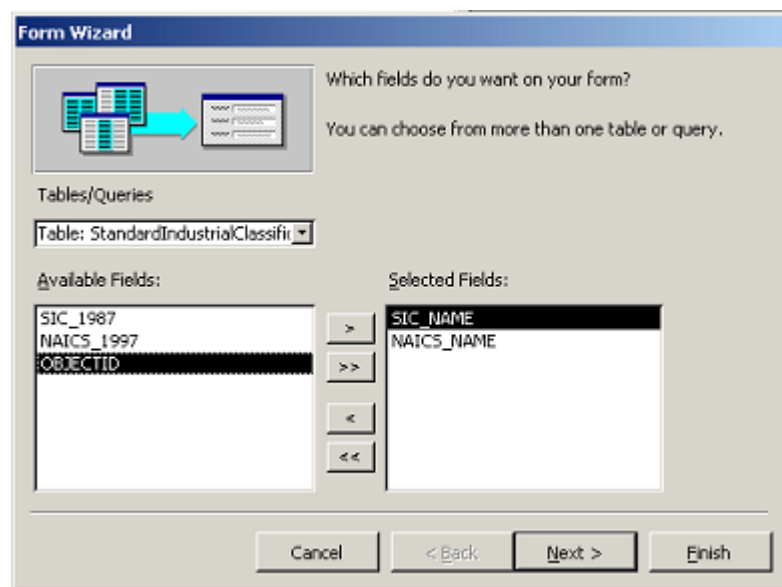 Form Wizard
Which fields do you want on your form?
You can choose from more than one table or query.
Tables/Queries
Table: StandardIndustrialClassific
Available Fields:
Selected Fields:
SIC_1987
NAICS_1997
OBJECTID
>
>>
<
<<
SIC_NAME
NAICS_NAME
Cancel
< Back
Next >
Finish